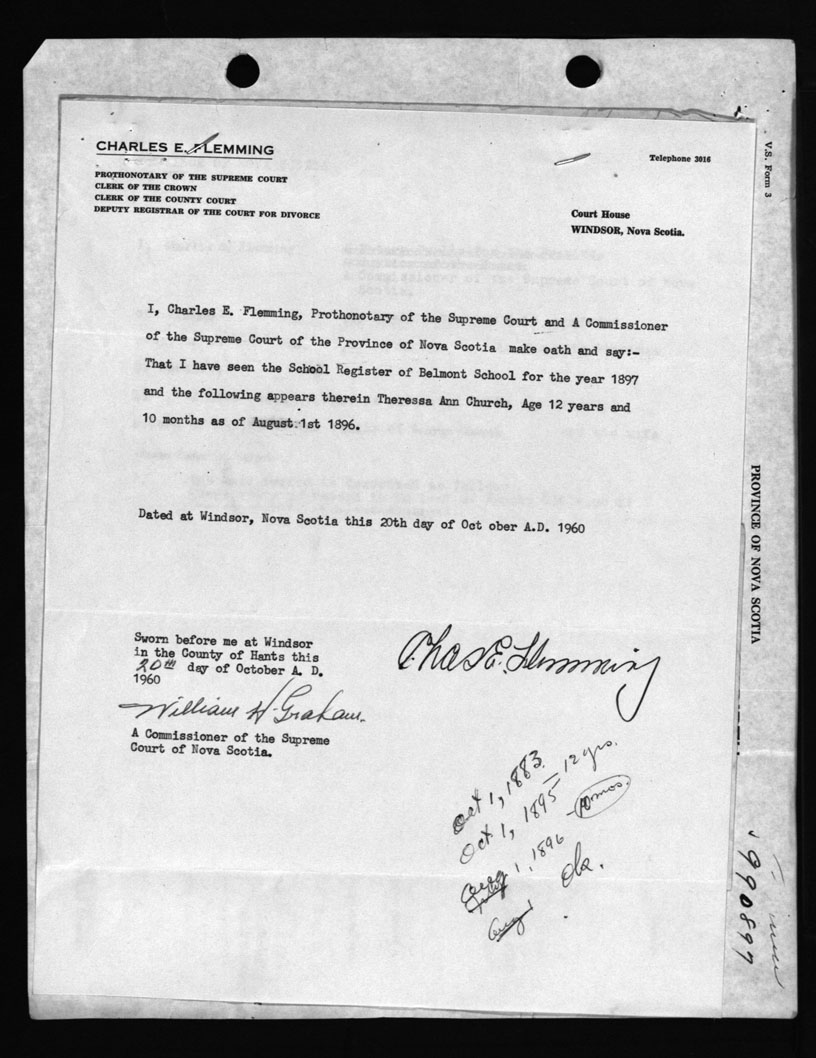 CHARLES E. FLEMMING
PROTHONOTARY OF THE SUPREME COURT
CLERK OF THE CROWN
CLERK OF THE COUNTY COURT
DEPUTY REGISTRAR OF THE COURT FOR DIVORCE
Telephone 3016
Court House
WINDSOR, Nova Scotia.
I, Charles E. Flemming, Prothonotary of the Supreme Court and A Commissioner
of the Supreme Court of the Province of Nova Scotia make oath and say:-
That I have seen the School Register of Belmont School for the year 1897
and the following appears therein Theressa Ann Church, Age 12 years and
10 months as of August 1st 1896.
Dated at Windsor, Nova Scotia this 20th day of Oct ober A.D. 1960
Sworn before me at Windsor
in the County of Hants this
20th day of October A. D.
1960
William H. Graham.
A Commissioner of the Supreme
Court of Nova Scotia.
Chas E. Flemming
Oct 1, 1883.
Oct 1, 1895 - 12 yrs.
Aug 1, 1896 - 10 mos.
Aug 1
Ok.
V.S. Form 3
PROVINCE OF NOVA SCOTIA
990897